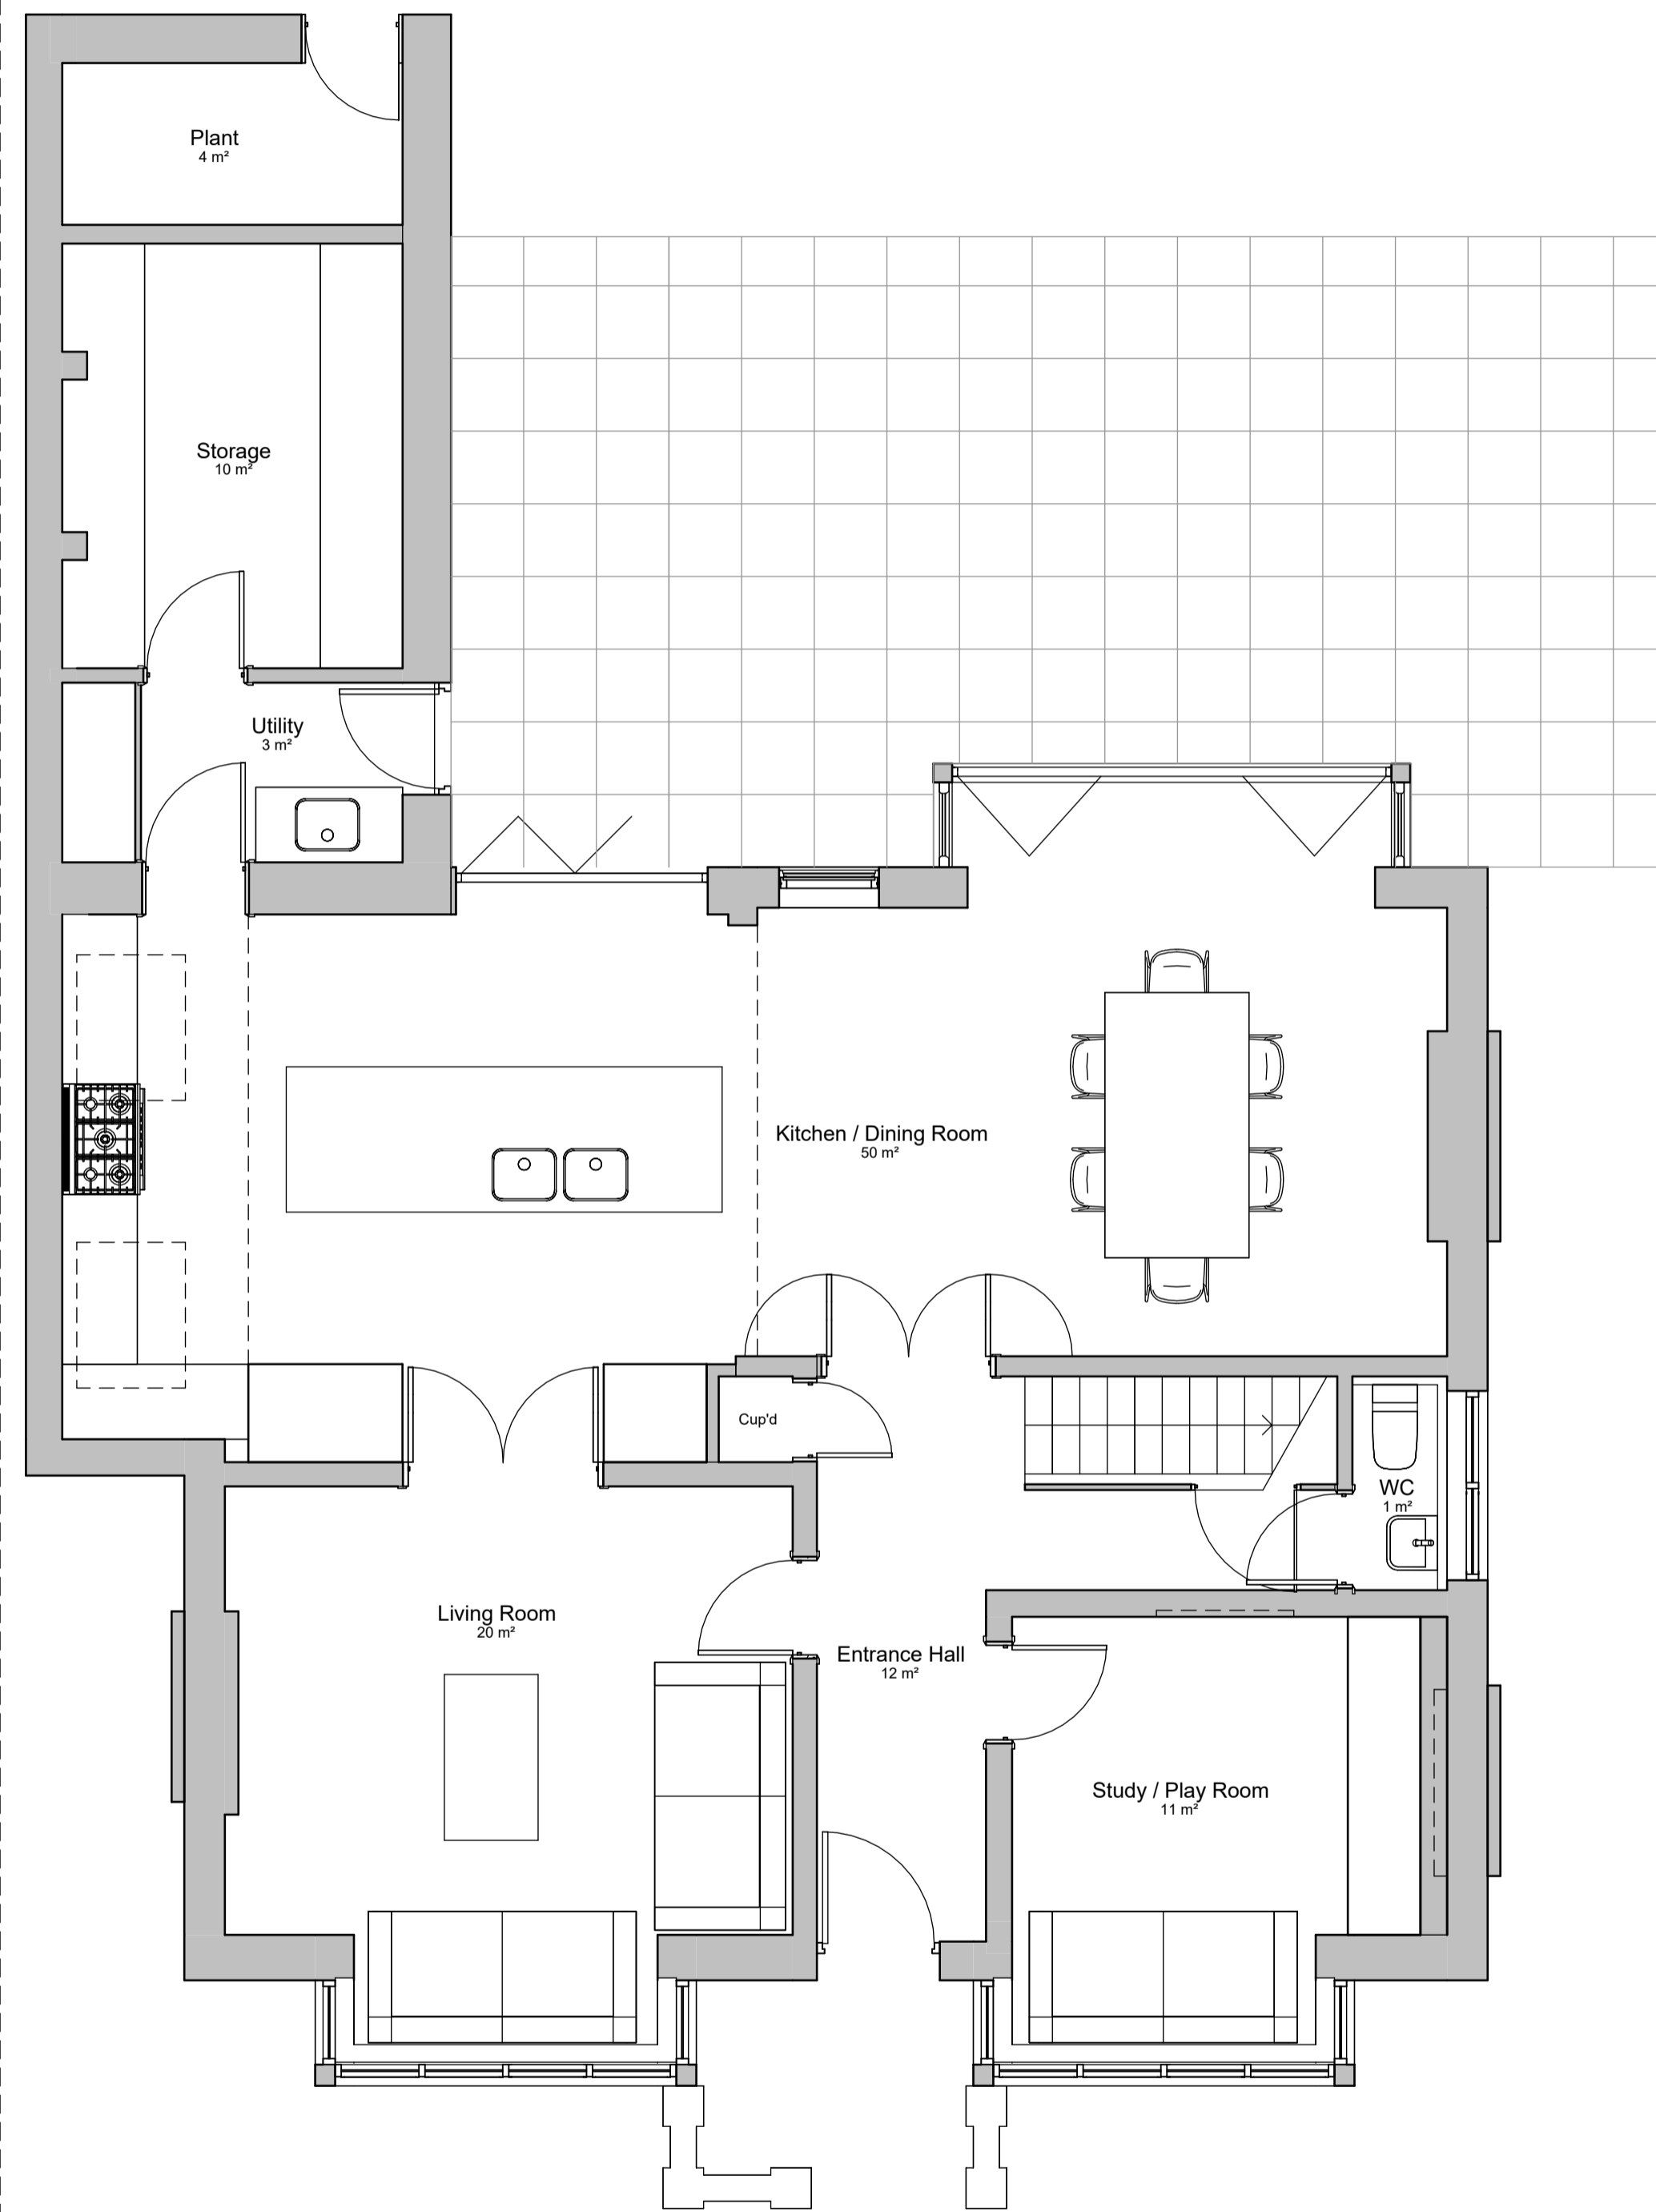 Plant
4 m²
Storage
10 m²
Utility
3 m²
Kitchen / Dining Room
50 m²
Cup'd
WC
1 m²
Living Room
20 m²
Entrance Hall
12 m²
Study / Play Room
11 m²